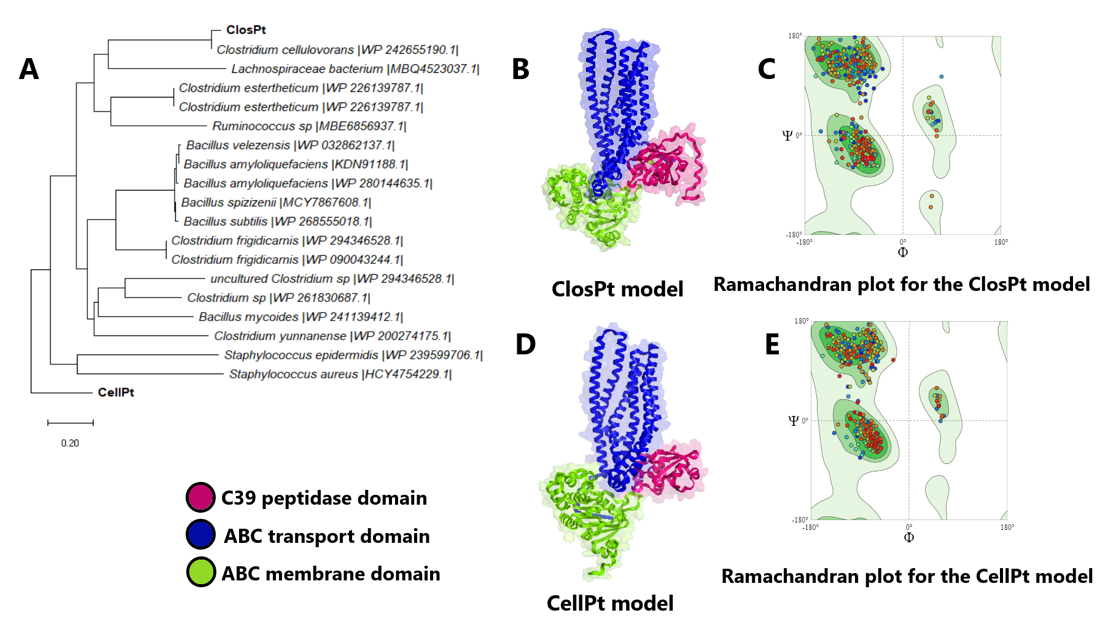 A
ClosPt
Clostridium cellulovorans |WP 242655190.1|
Lachnospiraceae bacterium |MBQ4523037.1|
Clostridium estertheticum |WP 226139787.1|
Clostridium estertheticum |WP 226139787.1|
Ruminococcus sp |MBE6856937.1|
Bacillus velezensis |WP 032862137.1|
Bacillus amyloliquefaciens |KDN91188.1|
Bacillus amyloliquefaciens |WP 280144635.1|
Bacillus spizizenii |MCY7867608.1|
Bacillus subtilis |WP 268555018.1|
Clostridium frigidicarnis |WP 294346528.1|
Clostridium frigidicarnis |WP 090043244.1|
uncultured Clostridium sp |WP 294346528.1|
Clostridium sp |WP 261830687.1|
Bacillus mycoides |WP 241139412.1|
Clostridium yunnanense |WP 200274175.1|
Staphylococcus epidermidis |WP 239599706.1|
Staphylococcus aureus |HCY4754229.1|
CellPt
0.20
C39 peptidase domain
ABC transport domain
ABC membrane domain
B
ClosPt model
C
180°
Ψ 0°
-180°
-180° 0° 180°
Φ
Ramachandran plot for the ClosPt model
D
CellPt model
E
180°
Ψ 0°
-180°
-180° 0° 180°
Φ
Ramachandran plot for the CellPt model